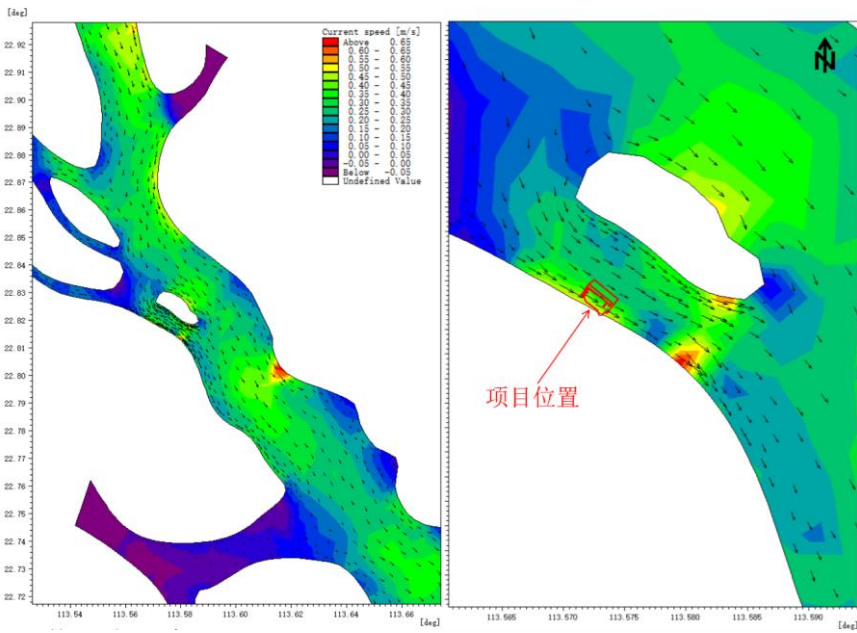 [deg]
22.92
22.91
22.90
22.89
22.88
22.87
22.86
22.85
22.84
22.83
22.82
22.81
22.80
22.79
22.78
22.77
22.76
22.75
22.74
22.73
22.72
113.54 113.56 113.58 113.60 113.62 113.64 113.66
[deg]
Current speed [m/s]
Above 0.65
0.60 - 0.65
0.55 - 0.60
0.50 - 0.55
0.45 - 0.50
0.40 - 0.45
0.35 - 0.40
0.30 - 0.35
0.25 - 0.30
0.20 - 0.25
0.15 - 0.20
0.10 - 0.15
0.05 - 0.10
0.00 - 0.05
-0.05 - 0.00
Below -0.05
Undefined Value
N
项目位置
113.565 113.570 113.575 113.580 113.585 113.590
[deg]